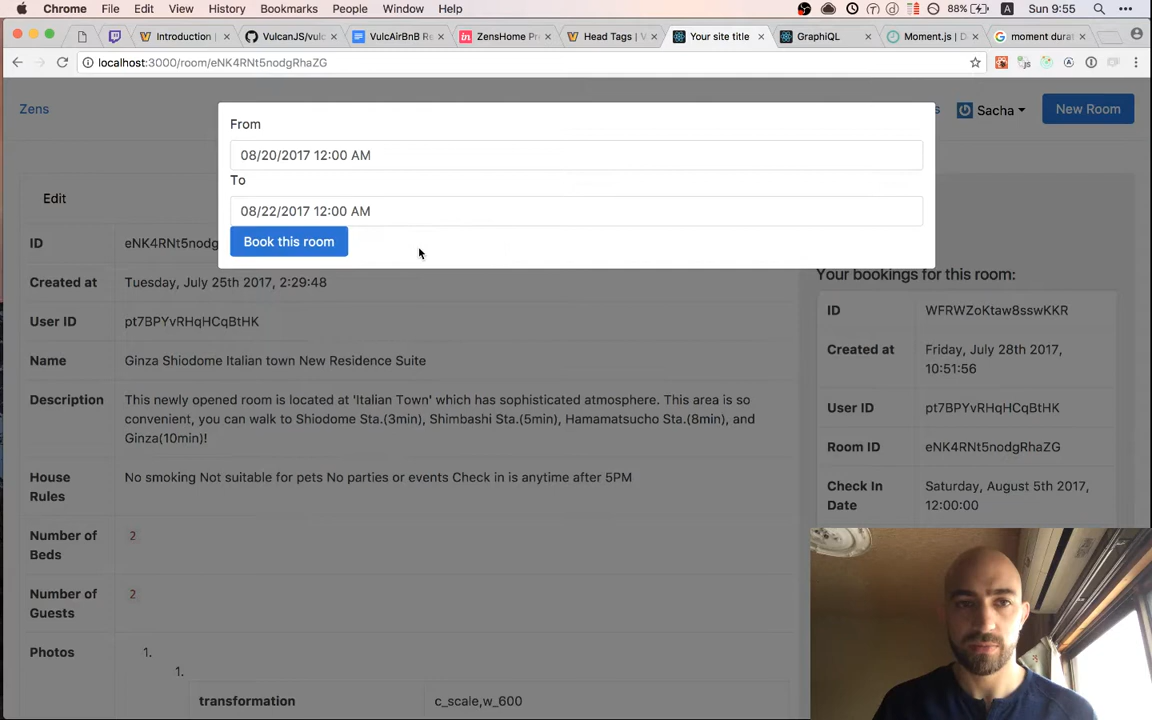 Chrome File Edit View History Bookmarks People Window Help 88% A Sun 9:55
Introduction | VulcanJS/vulc VulcAirBnB Re ZensHome Pr Head Tags | Vu Your site title GraphiQL Moment.js | D moment durat
localhost:3000/room/eNK4RNt5nodgRhaZG
Zens s Sacha New Room
From
08/20/2017 12:00 AM
To
08/22/2017 12:00 AM
Book this room
Edit
ID eNK4RNt5nodg
Created at Tuesday, July 25th 2017, 2:29:48
User ID pt7BPYvRHqHCqBtHK
Name Ginza Shiodome Italian town New Residence Suite
Description This newly opened room is located at 'Italian Town' which has sophisticated atmosphere. This area is so
convenient, you can walk to Shiodome Sta.(3min), Shimbashi Sta.(5min), Hamamatsucho Sta.(8min), and
Ginza(10min)!
House
Rules
No smoking Not suitable for pets No parties or events Check in is anytime after 5PM
Number of
Beds
2
Number of
Guests
2
Photos 1.
1.
transformation c_scale,w_600
Your bookings for this room:
ID WFRWZoKtaw8sswKKR
Created at Friday, July 28th 2017,
10:51:56
User ID pt7BPYvRHqHCqBtHK
Room ID eNK4RNt5nodgRhaZG
Check In
Date
Saturday, August 5th 2017,
12:00:00